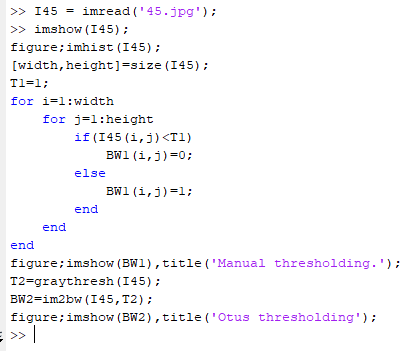 >> I45 = imread('45.jpg');
>> imshow(I45);
figure;imhist(I45);
[width,height]=size(I45);
T1=1;
for i=1:width
    for j=1:height
        if(I45(i,j)<T1)
            BW1(i,j)=0;
        else
            BW1(i,j)=1;
        end
    end
end
figure;imshow(BW1),title('Manual thresholding.');
T2=graythresh(I45);
BW2=im2bw(I45,T2);
figure;imshow(BW2),title('Otus thresholding');
>>